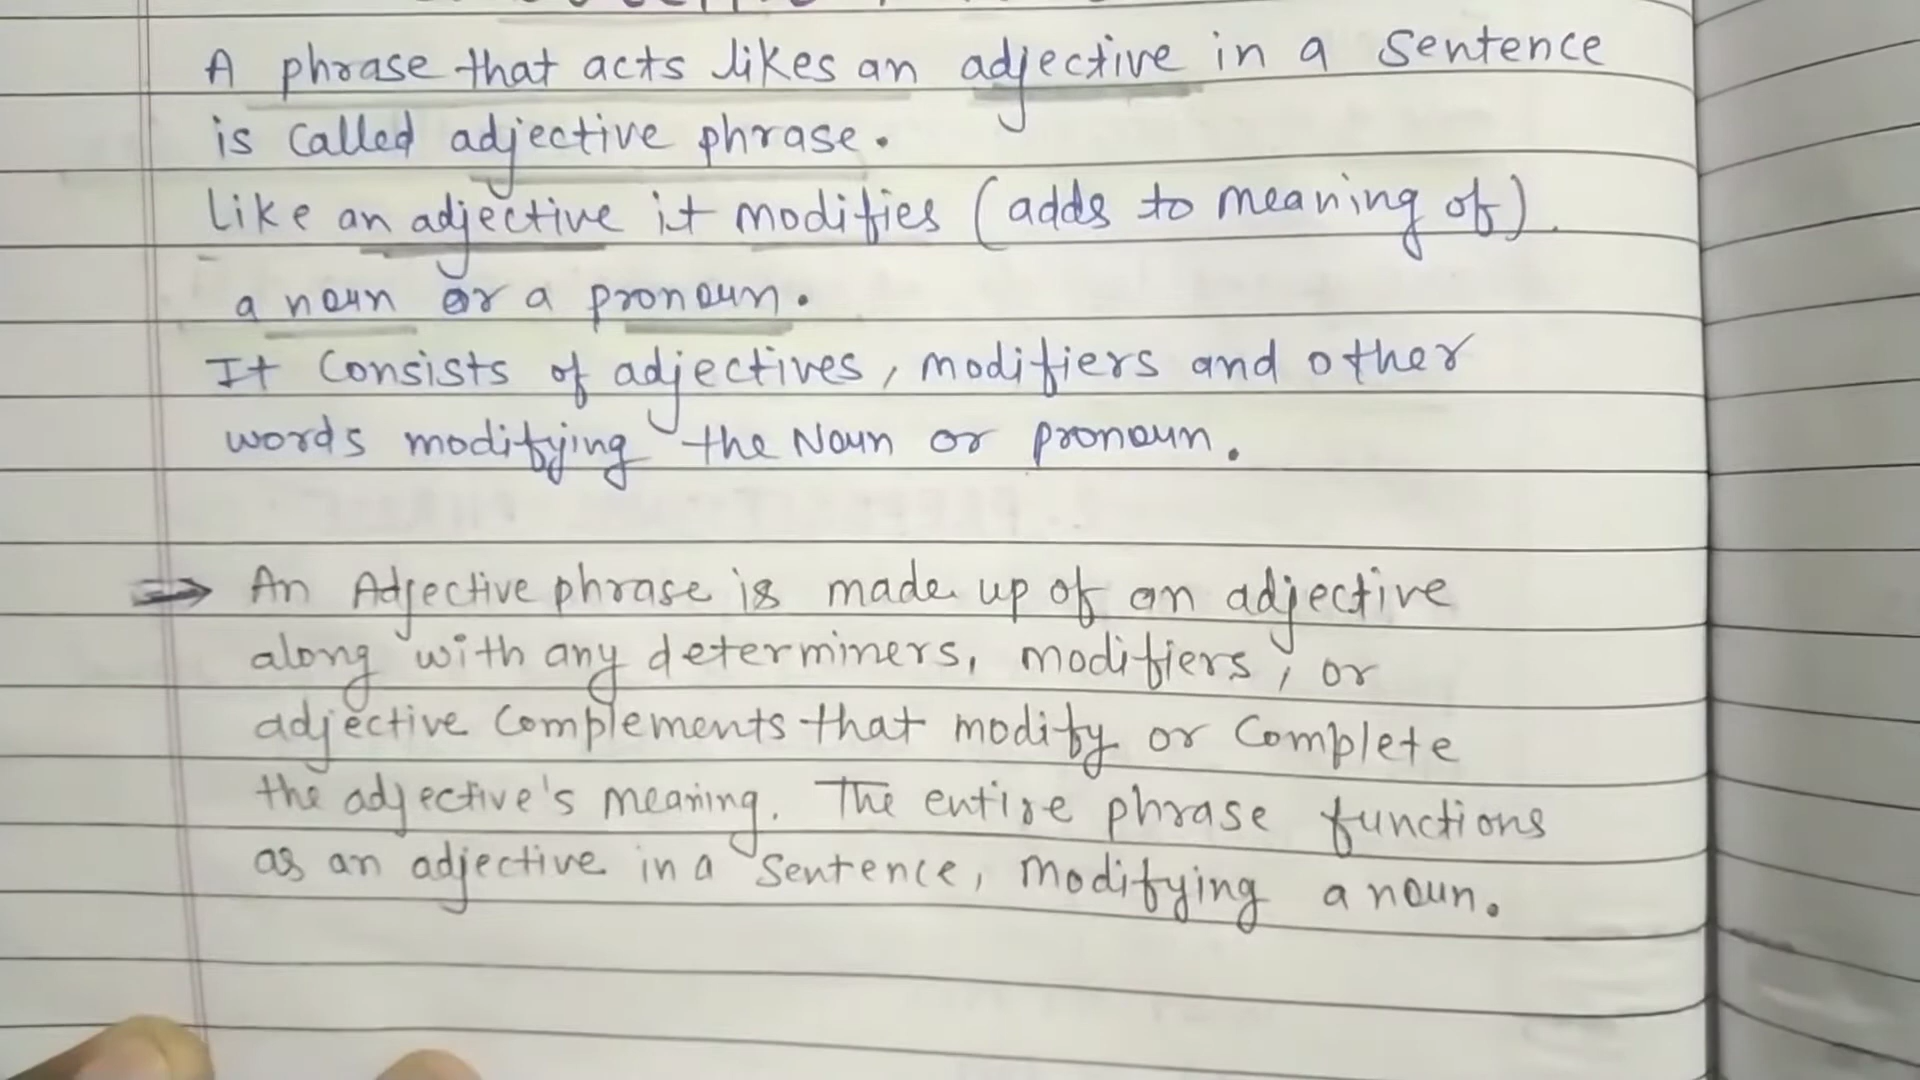 A phrase that acts likes an adjective in a sentence
is called adjective phrase.
Like an adjective it modifies (adds to meaning of)
a noun or a pronoun.
It consists of adjectives, modifiers and other
words modifying the Noun or pronoun.
⇒ An Adjective phrase is made up of an adjective
along with any determiners, modifiers, or
adjective complements that modify or complete
the adjective's meaning. The entire phrase functions
as an adjective in a sentence, modifying a noun.